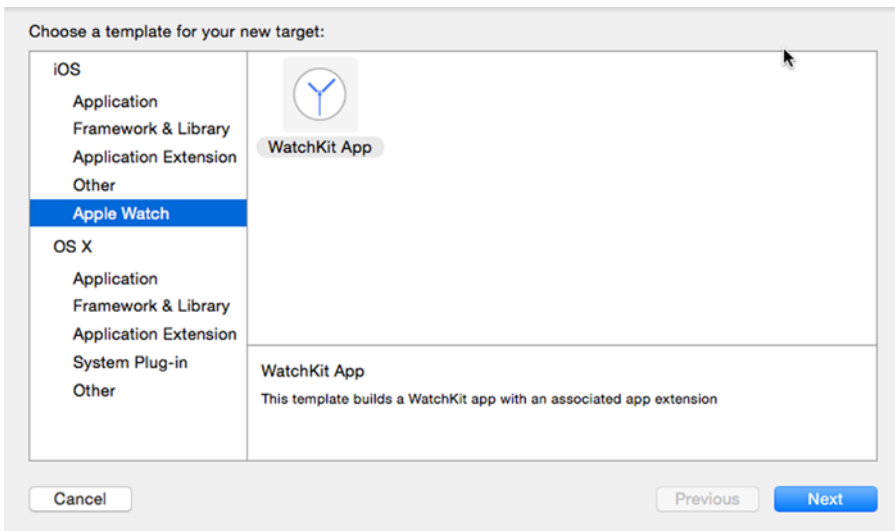 Choose a template for your new target:
iOS
Application
Framework & Library
Application Extension
Other
Apple Watch
OS X
Application
Framework & Library
Application Extension
System Plug-in
Other
WatchKit App
WatchKit App
This template builds a WatchKit app with an associated app extension
Cancel
Previous
Next